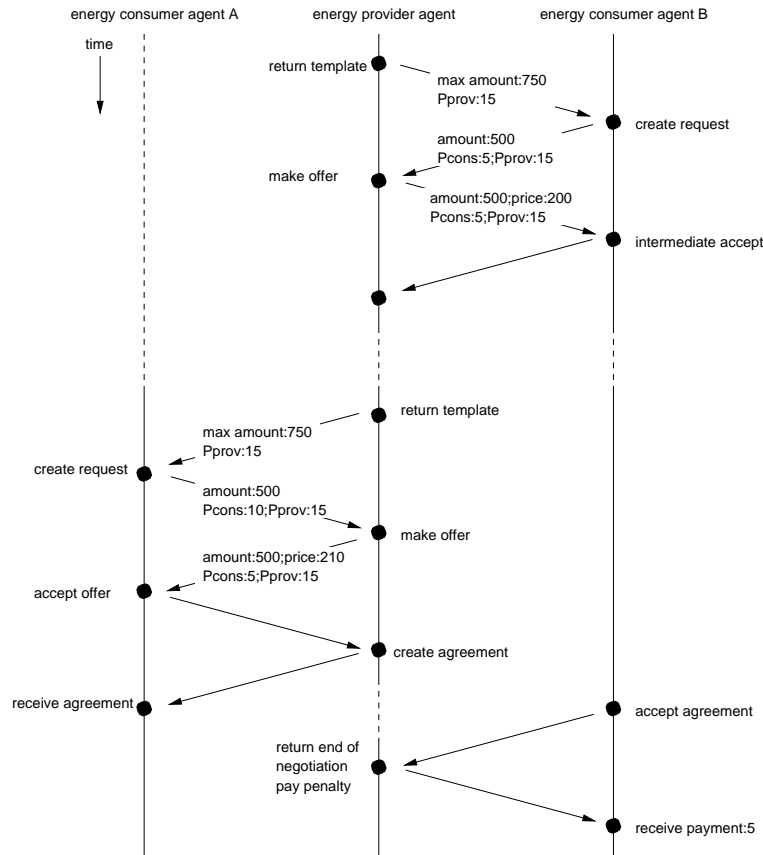 energy consumer agent A
energy provider agent
energy consumer agent B
time
return template
max amount:750
Pprov:15
create request
amount:500
Pcons:5;Pprov:15
make offer
amount:500;price:200
Pcons:5;Pprov:15
intermediate accept
return template
max amount:750
Pprov:15
create request
amount:500
Pcons:10;Pprov:15
make offer
amount:500;price:210
Pcons:5;Pprov:15
accept offer
create agreement
receive agreement
accept agreement
return end of
negotiation
pay penalty
receive payment:5